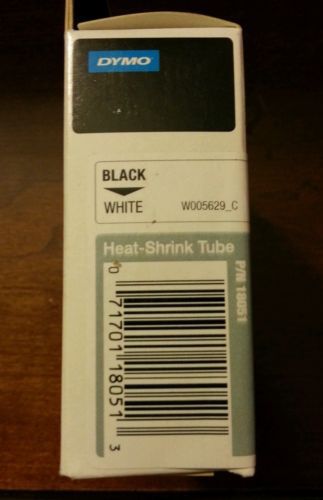 DYMO
BLACK
WHITE W005629_C
Heat-Shrink Tube
P/N 18051
0 71701 18051 3